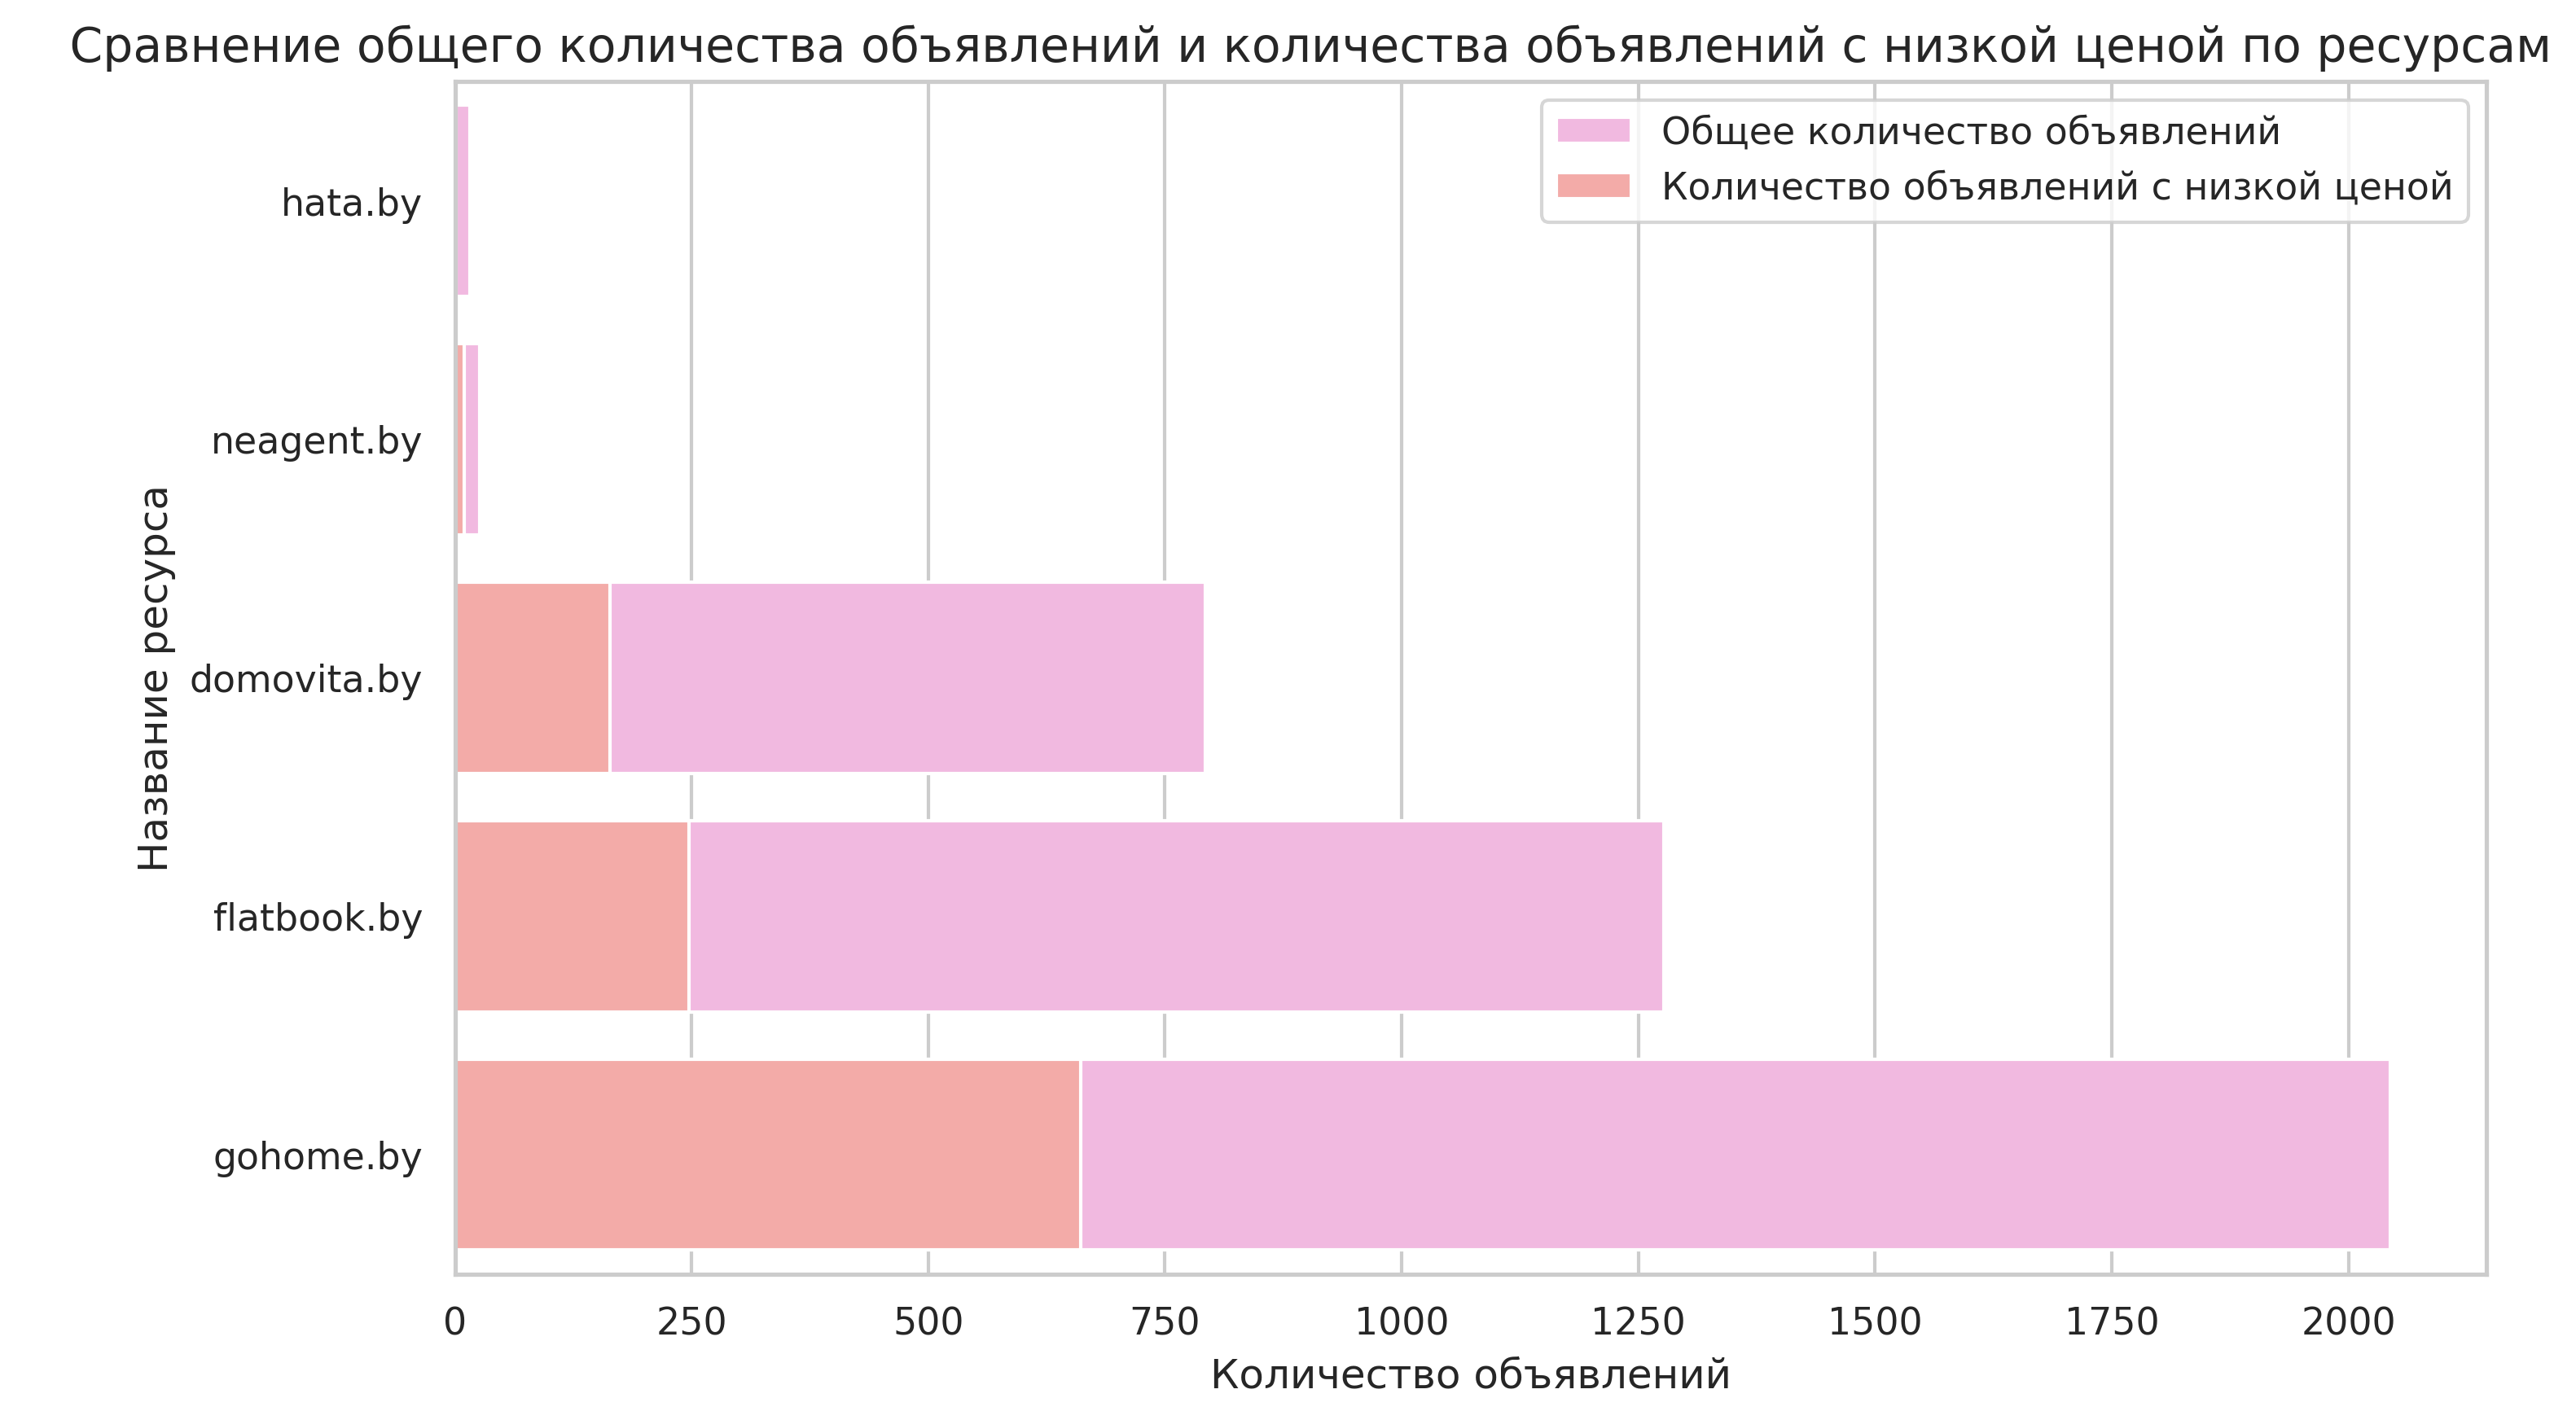 Сравнение общего количества объявлений и количества объявлений с низкой ценой по ресурсам
Общее количество объявлений
Количество объявлений с низкой ценой
Название ресурса
hata.by
neagent.by
domovita.by
flatbook.by
gohome.by
0 250 500 750 1000 1250 1500 1750 2000
Количество объявлений